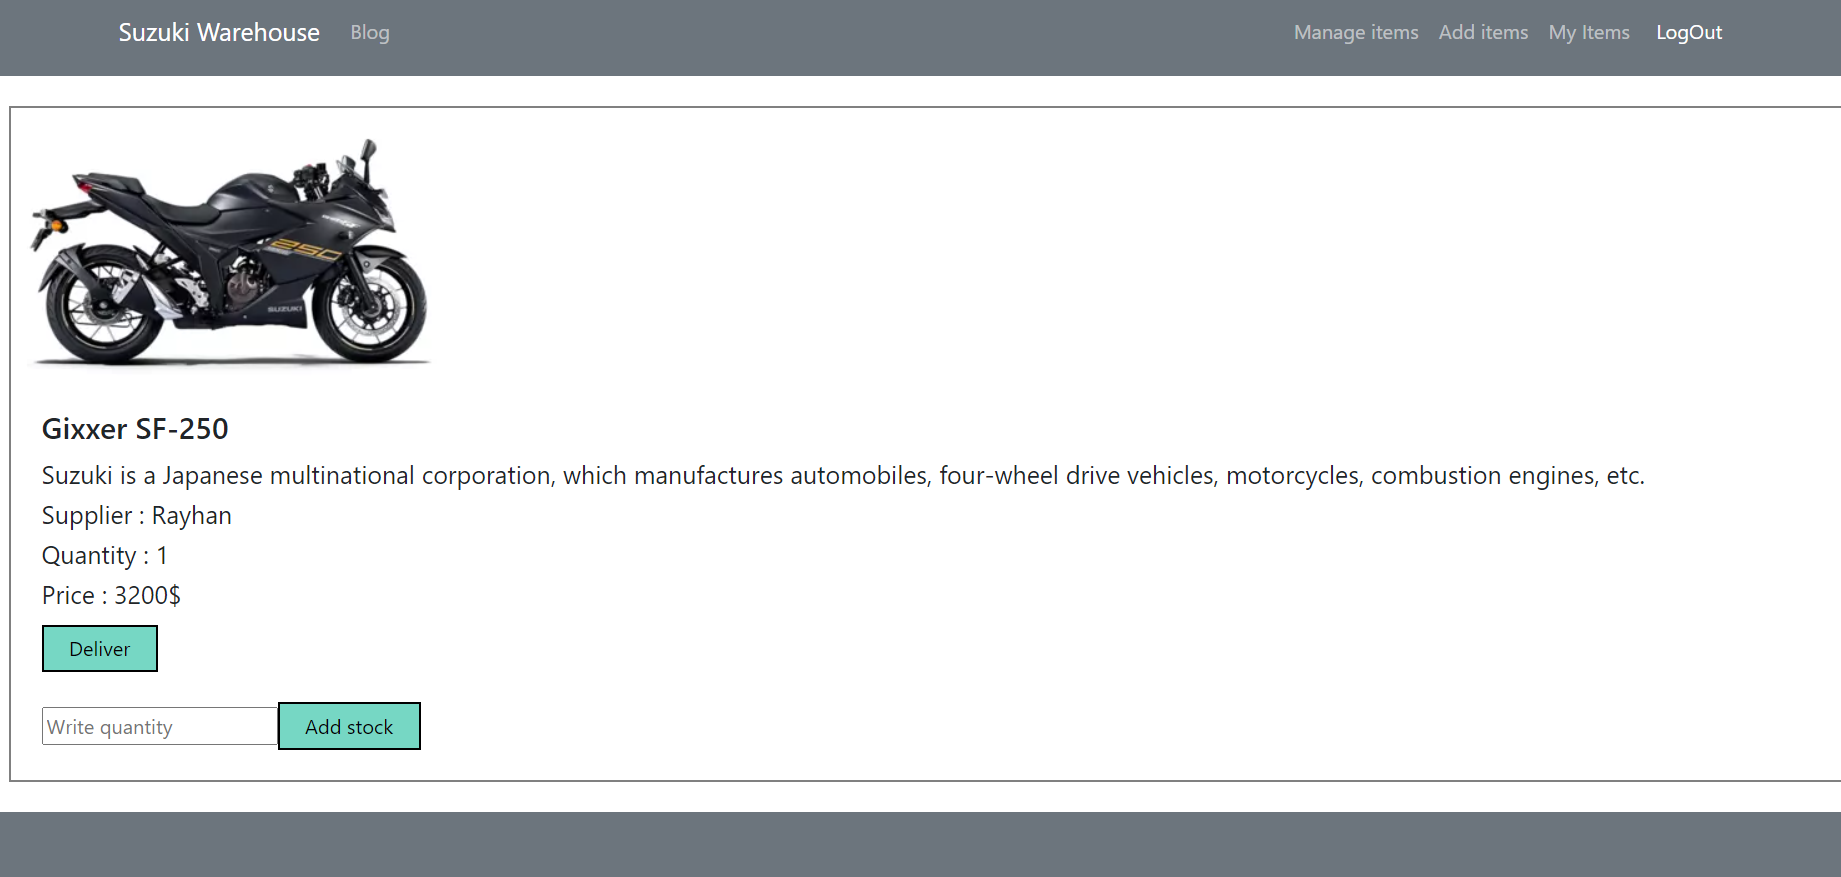 Suzuki Warehouse Blog Manage items Add items My Items LogOut
250
SUZUKI
Gixxer SF-250
Suzuki is a Japanese multinational corporation, which manufactures automobiles, four-wheel drive vehicles, motorcycles, combustion engines, etc.
Supplier : Rayhan
Quantity : 1
Price : 3200$
Deliver
Write quantity Add stock